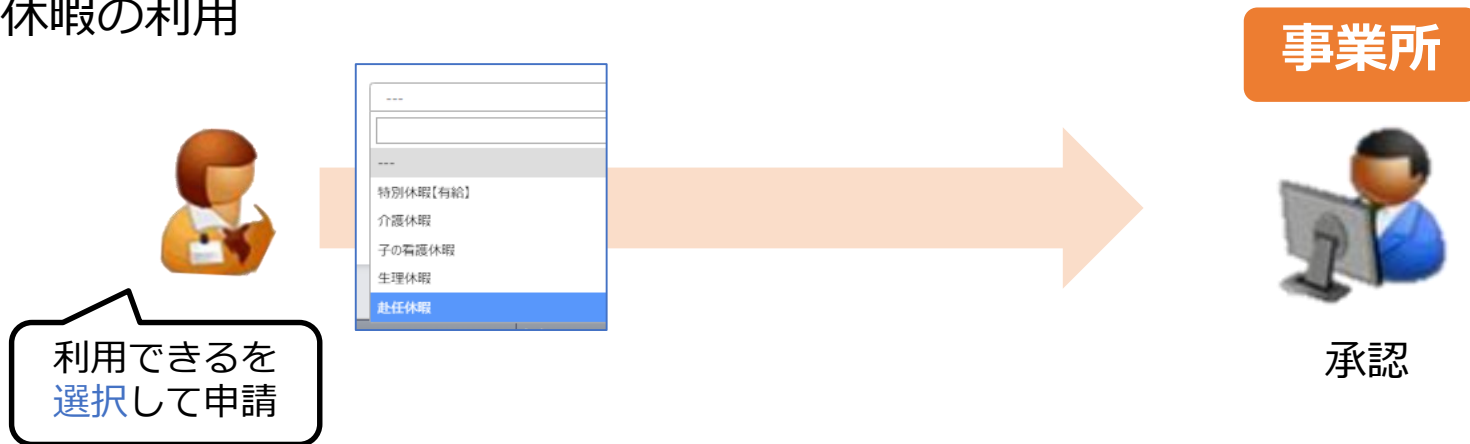 休暇の利用
事業所
---
---
特別休暇【有給】
介護休暇
子の看護休暇
生理休暇
赴任休暇
利用できるを
選択して申請
承認